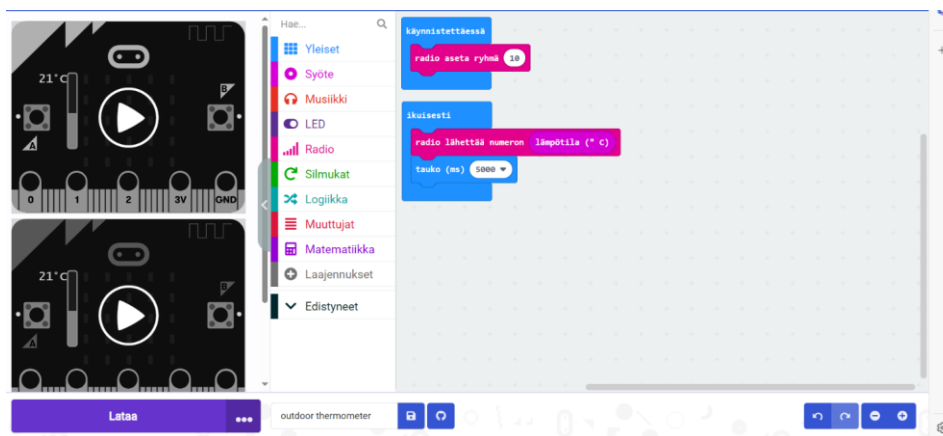 21°C
B
A
0 1 2 3V GND
21°C
B
A
Hae...
Yleiset
Syöte
Musiikki
LED
Radio
Silmukat
Logiikka
Muuttujat
Matematiikka
Laajennukset
Edistyneet
käynnistettäessä
radio aseta ryhmä 10
ikuisesti
radio lähettää numeron lämpötila (° C)
tauko (ms) 5000
Lataa
outdoor thermometer